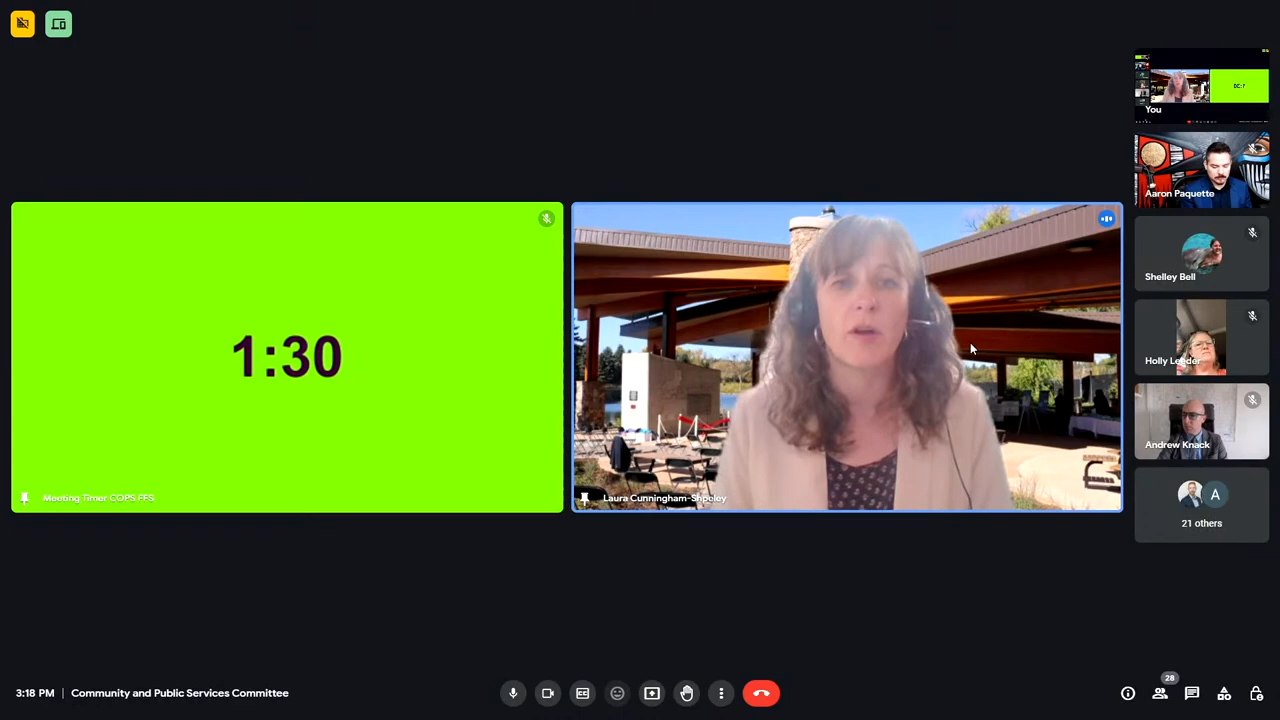 You
Aaron Paquette
Shelley Bell
Holly Leeder
Andrew Knack
A
21 others
1:30
Meeting Timer COPS FFS
Laura Cunningham-Shpeley
3:18 PM | Community and Public Services Committee
28